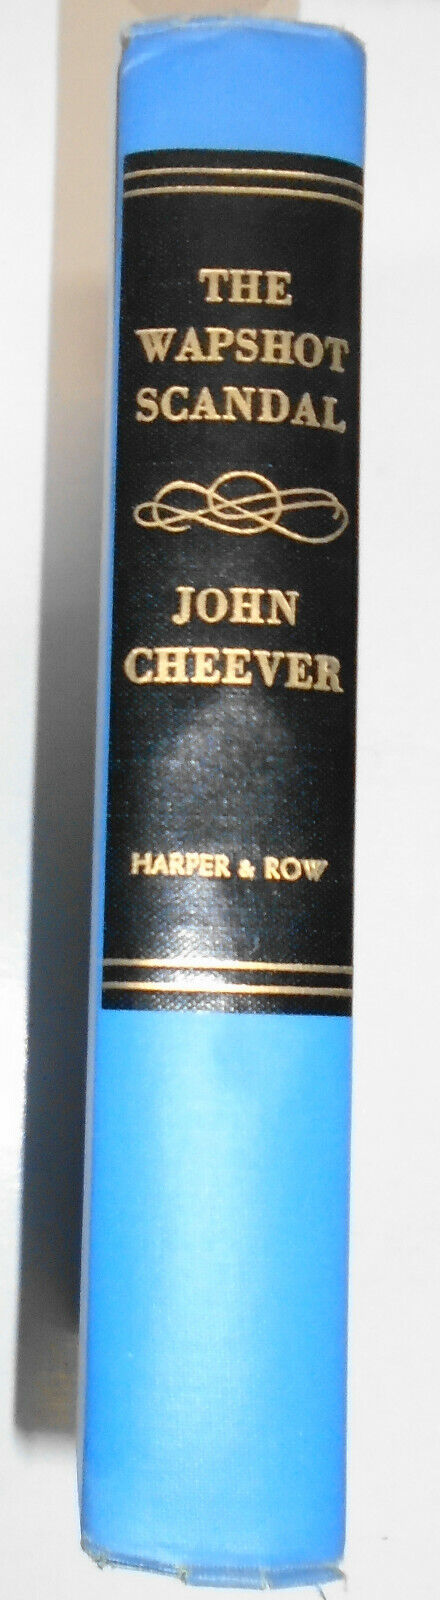 THE
WAPSHOT
SCANDAL
JOHN
CHEEVER
HARPER & ROW